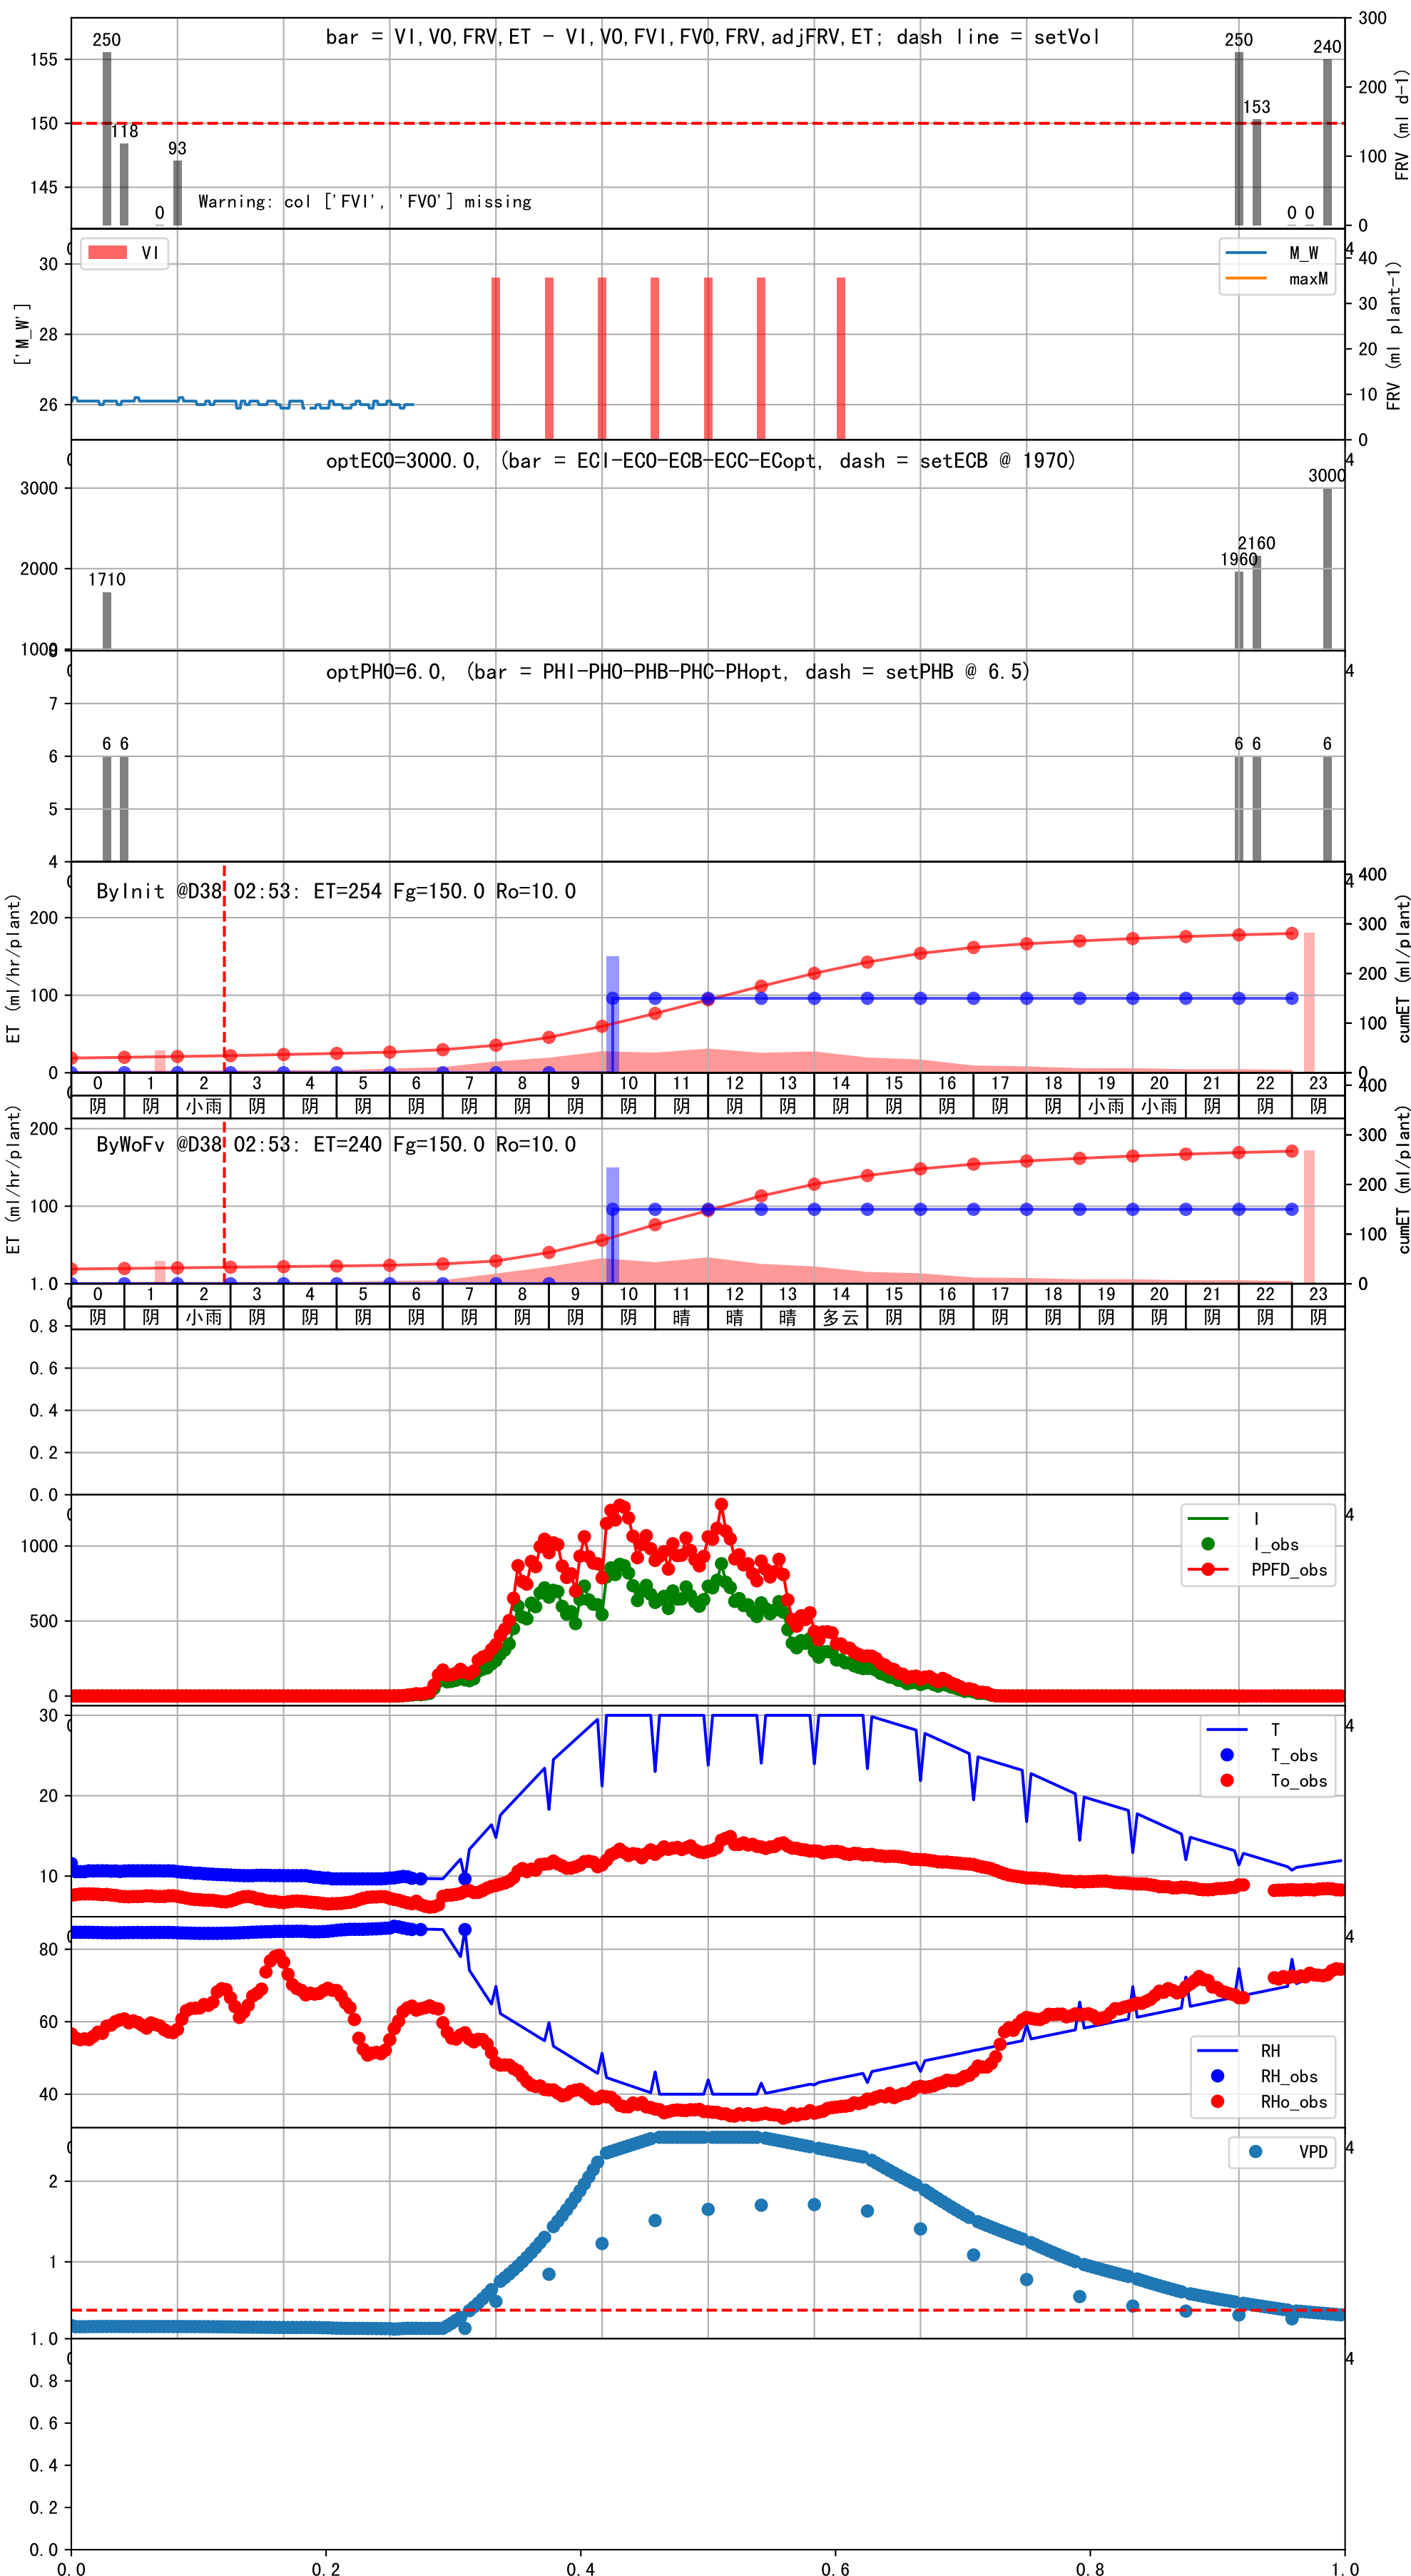 bar = VI,VO,FRV,ET - VI,VO,FVI,FVO,FRV,adjFRV,ET; dash line = setVol
250 118 0 93 250 153 0 0 240
155 150 145
300 200 100 0
FRV (ml d-1)
Warning: col ['FVI', 'FVO'] missing
VI
M_W
maxM
['M_W']
30 28 26
40 30 20 10 0
FRV (ml plant-1)
optECO=3000.0, (bar = ECI-ECO-ECB-ECC-ECopt, dash = setECB @ 1970)
3000 2000 1000
1710 1960 2160 3000
optPHO=6.0, (bar = PHI-PHO-PHB-PHC-PHopt, dash = setPHB @ 6.5)
7 6 5 4
6 6 6 6 6
ByInit @D38 02:53: ET=254 Fg=150.0 Ro=10.0
ET (ml/hr/plant)
200 100 0
400 300 200 100 0
cumET (ml/plant)
0 1 2 3 4 5 6 7 8 9 10 11 12 13 14 15 16 17 18 19 20 21 22 23
阴 阴 小雨 阴 阴 阴 阴 阴 阴 阴 阴 阴 阴 阴 阴 阴 阴 阴 阴 小雨 小雨 阴 阴 阴
ByWoFv @D38 02:53: ET=240 Fg=150.0 Ro=10.0
ET (ml/hr/plant)
200 100
400 300 200 100 0
cumET (ml/plant)
0 1 2 3 4 5 6 7 8 9 10 11 12 13 14 15 16 17 18 19 20 21 22 23
阴 阴 小雨 阴 阴 阴 阴 阴 阴 阴 阴 晴 晴 晴 多云 阴 阴 阴 阴 阴 阴 阴 阴 阴
1.0 0.8 0.6 0.4 0.2 0.0
1000 500 0
I
I_obs
PPFD_obs
30 20 10
T
T_obs
To_obs
80 60 40
RH
RH_obs
RHo_obs
2 1
VPD
1.0 0.8 0.6 0.4 0.2 0.0
0.0 0.2 0.4 0.6 0.8 1.0